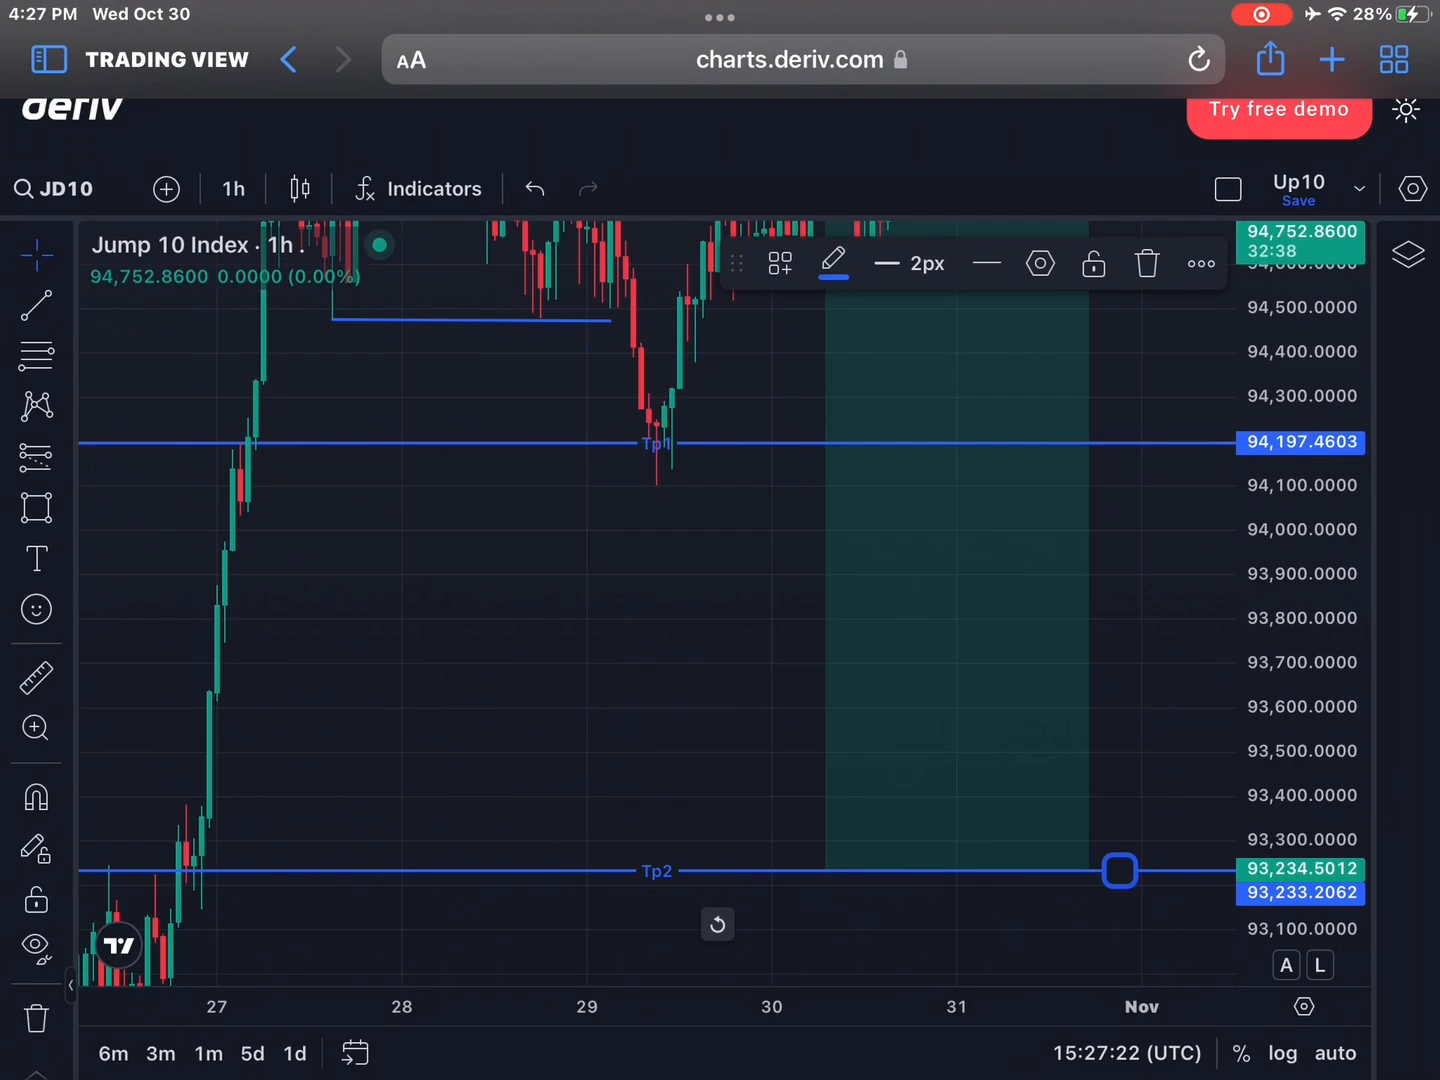 4:27 PM Wed Oct 30
28%
TRADING VIEW
AA
charts.deriv.com
deriv
Try free demo
JD10
1h
Indicators
Up10
Save
Jump 10 Index · 1h .
94,752.8600 0.0000 (0.00%)
2px
94,752.8600
32:38
94,600.0000
94,500.0000
94,400.0000
94,300.0000
Tp1
94,197.4603
94,100.0000
94,000.0000
93,900.0000
93,800.0000
93,700.0000
93,600.0000
93,500.0000
93,400.0000
93,300.0000
Tp2
93,234.5012
93,233.2062
93,100.0000
A L
27 28 29 30 31 Nov
6m 3m 1m 5d 1d
15:27:22 (UTC) % log auto